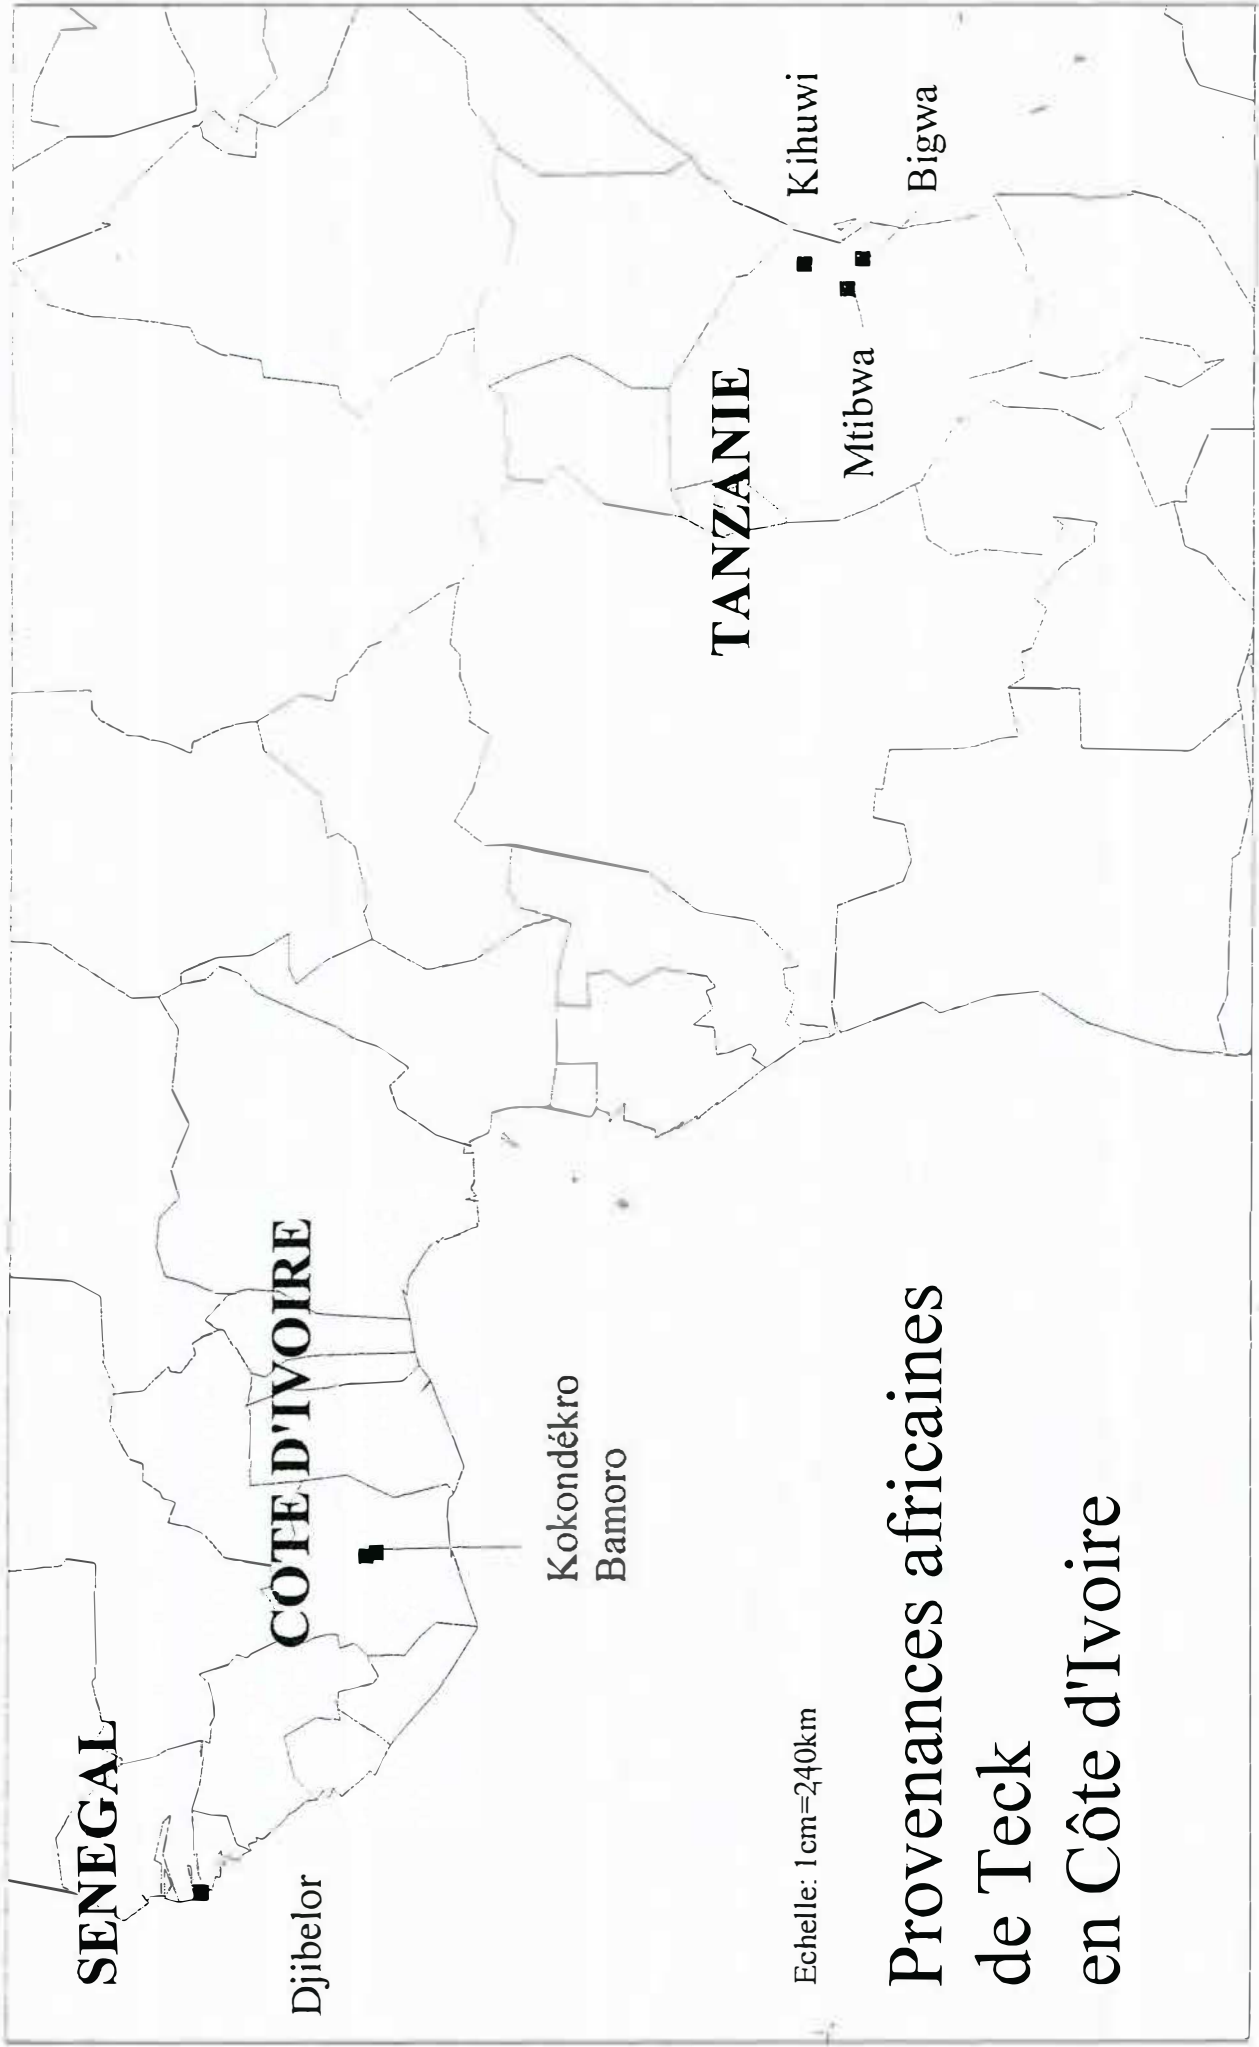 SENEGAL
Djibelor
COTE D'IVOIRE
Kokondékro
Bamoro
TANZANIE
Kihuwi
Mtibwa
Bigwa
Echelle: 1cm=240km
Provenances africaines
de Teck
en Côte d'Ivoire